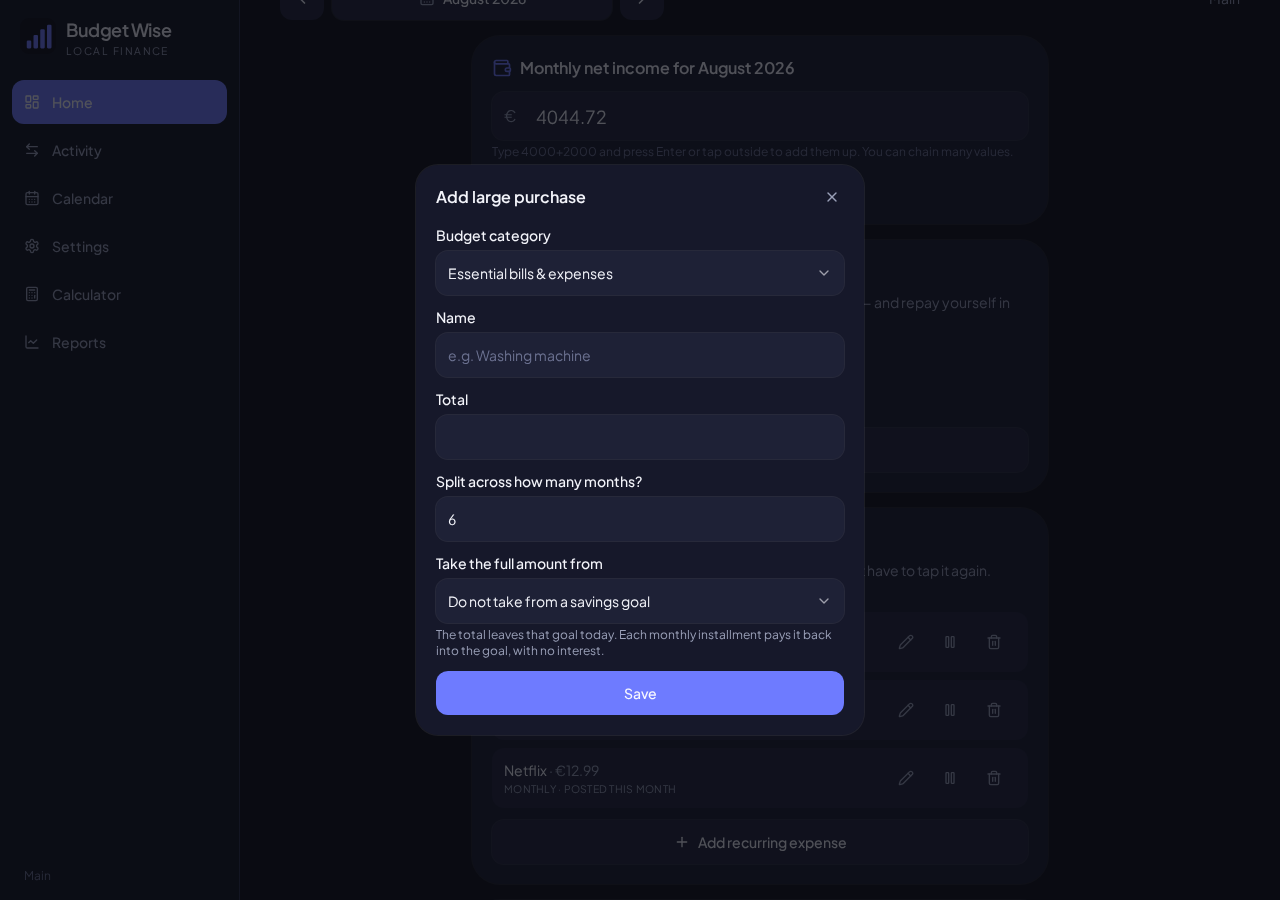 Budget Wise
LOCAL FINANCE
Home
Activity
Calendar
Settings
Calculator
Reports
Main
August 2026
Main
Monthly net income for August 2026
€ 4044.72
Type 4000+2000 and press Enter or tap outside to add them up. You can chain many values.
— and repay yourself in
have to tap it again.
Add large purchase
Budget category
Essential bills & expenses
Name
e.g. Washing machine
Total
Split across how many months?
6
Take the full amount from
Do not take from a savings goal
The total leaves that goal today. Each monthly installment pays it back
into the goal, with no interest.
Save
Netflix · €12.99
MONTHLY · POSTED THIS MONTH
Add recurring expense